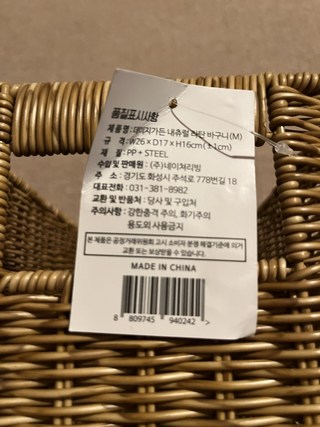 품질표시사항
제품명 : 더미지가든 내츄럴 라탄 바구니(M)
규 격 : W26 x D17 x H16cm(±1cm)
재 질 : PP + STEEL
수입 및 판매원 : (주)네이쳐리빙
주 소 : 경기도 화성시 주석로 778번길 18
대표전화 : 031-381-8982
교환 및 반품처 : 당사 및 구입처
주의사항 : 강한충격 주의, 화기주의
용도외 사용금지
본 제품은 공정거래위원회 고시 소비자 분쟁 해결기준에 의거
교환 또는 보상받을 수 있습니다.
MADE IN CHINA
8 809745 940242 >